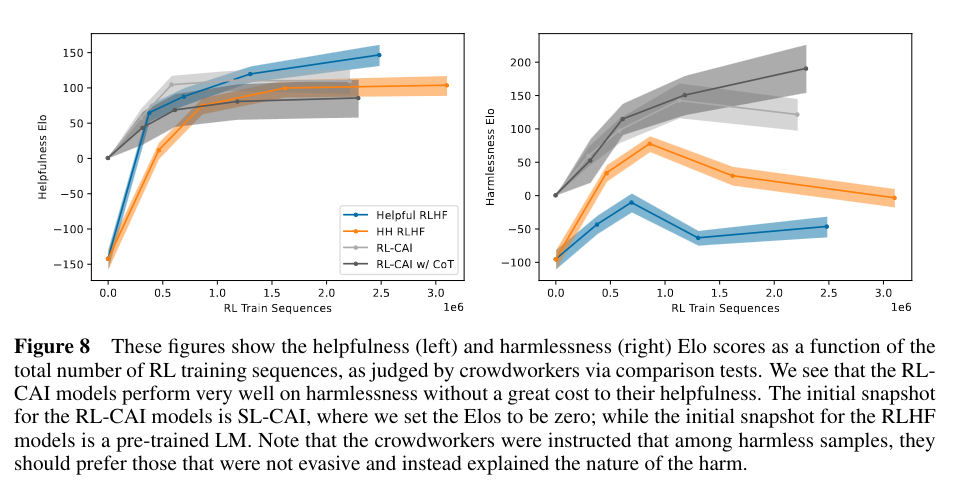 150
100
50
0
−50
−100
−150
Helpfulness Elo
Helpful RLHF
HH RLHF
RL-CAI
RL-CAI w/ CoT
0.0 0.5 1.0 1.5 2.0 2.5 3.0
1e6
RL Train Sequences
200
150
100
50
0
−50
−100
Harmlessness Elo
0.0 0.5 1.0 1.5 2.0 2.5 3.0
1e6
RL Train Sequences
Figure 8 These figures show the helpfulness (left) and harmlessness (right) Elo scores as a function of the
total number of RL training sequences, as judged by crowdworkers via comparison tests. We see that the RL-
CAI models perform very well on harmlessness without a great cost to their helpfulness. The initial snapshot
for the RL-CAI models is SL-CAI, where we set the Elos to be zero; while the initial snapshot for the RLHF
models is a pre-trained LM. Note that the crowdworkers were instructed that among harmless samples, they
should prefer those that were not evasive and instead explained the nature of the harm.